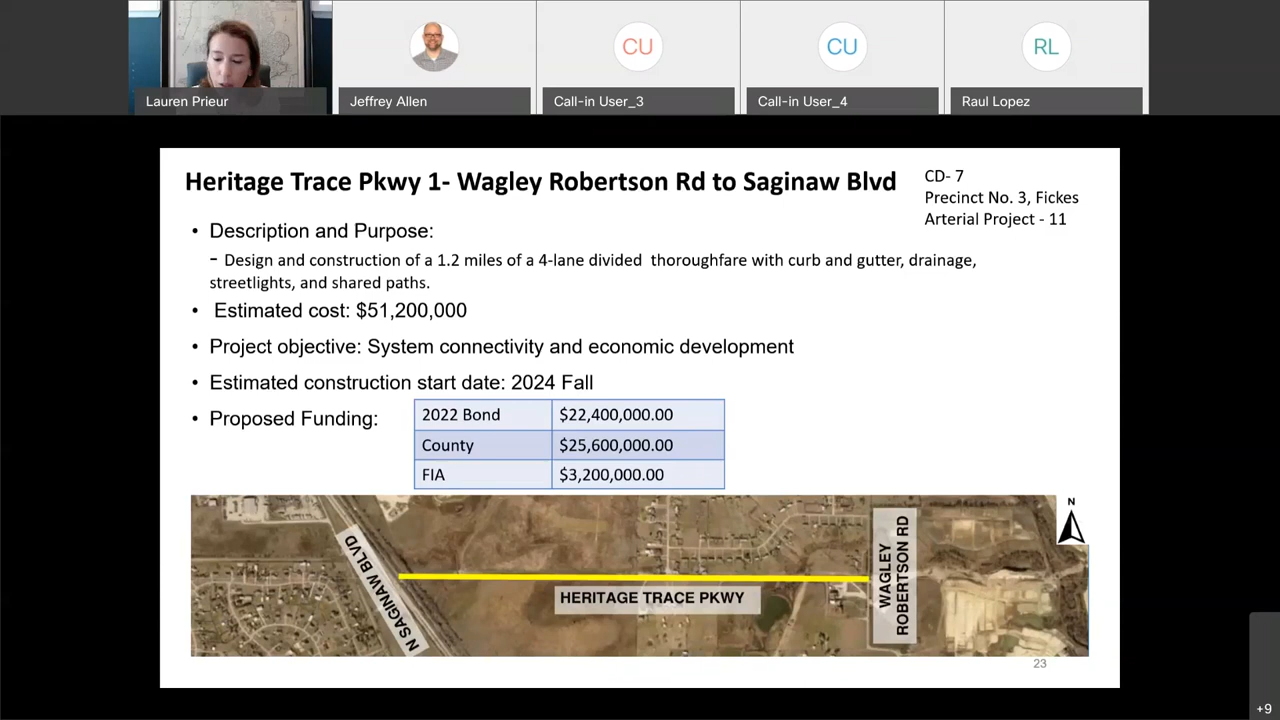 CU
CU
RL
Lauren Prieur
Jeffrey Allen
Call-in User_3
Call-in User_4
Raul Lopez
Heritage Trace Pkwy 1- Wagley Robertson Rd to Saginaw Blvd
CD- 7
Precinct No. 3, Fickes
Arterial Project - 11
• Description and Purpose:
- Design and construction of a 1.2 miles of a 4-lane divided thoroughfare with curb and gutter, drainage,
streetlights, and shared paths.
• Estimated cost: $51,200,000
• Project objective: System connectivity and economic development
• Estimated construction start date: 2024 Fall
• Proposed Funding:
2022 Bond $22,400,000.00
County $25,600,000.00
FIA $3,200,000.00
N
N SAGINAW BLVD
HERITAGE TRACE PKWY
WAGLEY
ROBERTSON RD
23
+9